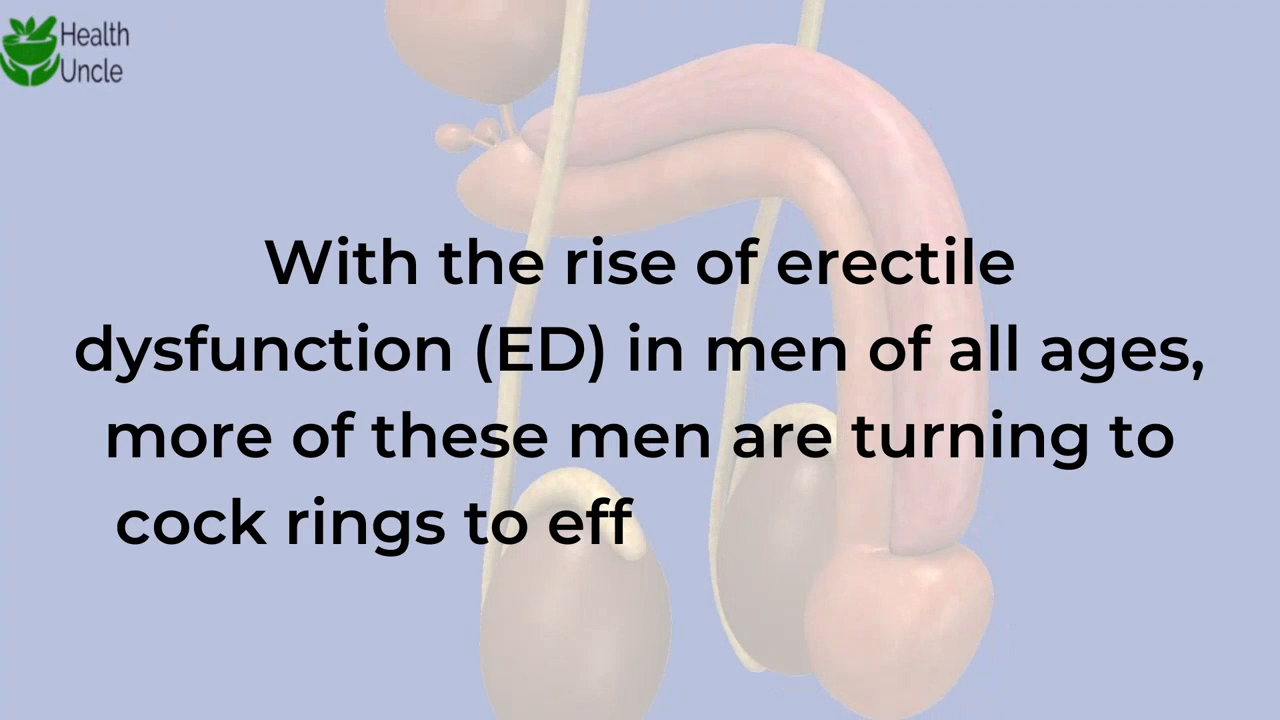 Health
Uncle
With the rise of erectile
dysfunction (ED) in men of all ages,
more of these men are turning to
cock rings to eff